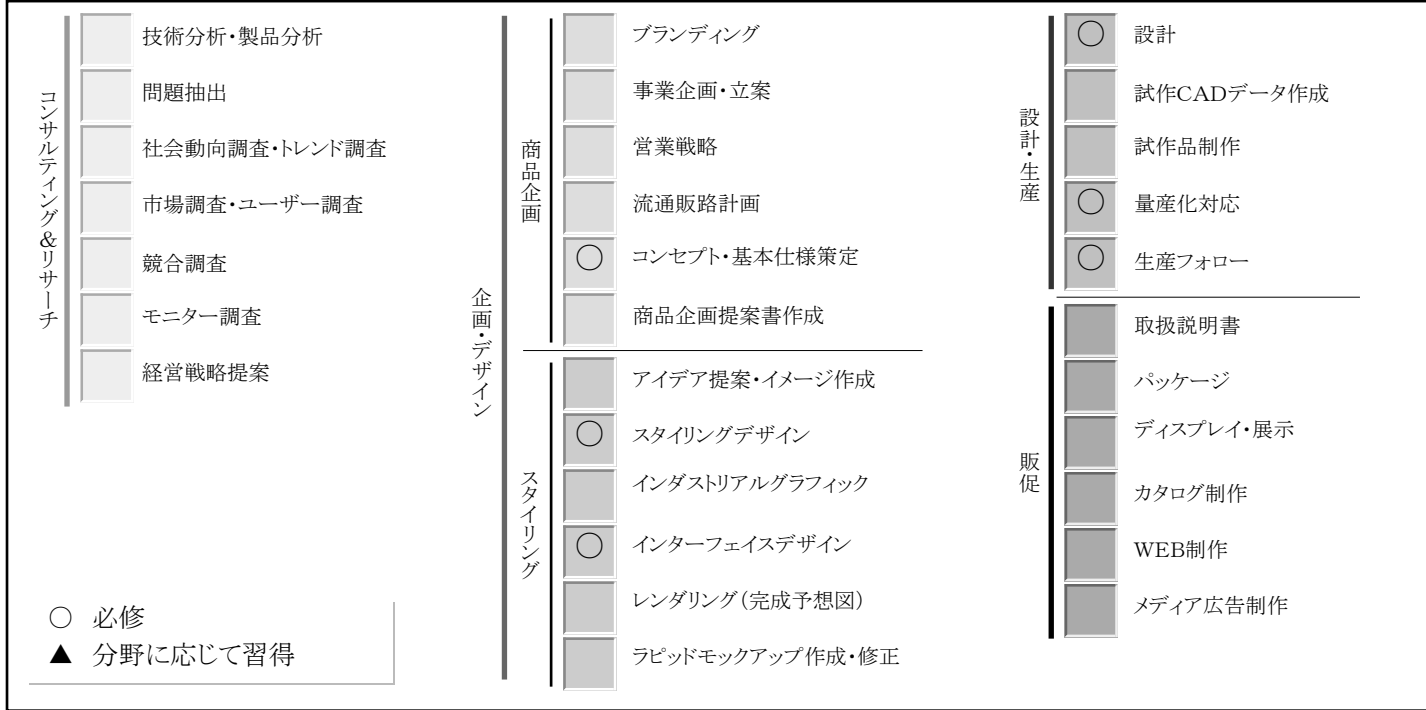 コンサルティング&リサーチ
技術分析・製品分析
問題抽出
社会動向調査・トレンド調査
市場調査・ユーザー調査
競合調査
モニター調査
経営戦略提案
企画・デザイン
商品企画
ブランディング
事業企画・立案
営業戦略
流通販路計画
○ コンセプト・基本仕様策定
商品企画提案書作成
スタイリング
アイデア提案・イメージ作成
○ スタイリングデザイン
インダストリアルグラフィック
○ インターフェイスデザイン
レンダリング(完成予想図)
ラピッドモックアップ作成・修正
設計・生産
○ 設計
試作CADデータ作成
試作品制作
○ 量産化対応
○ 生産フォロー
販促
取扱説明書
パッケージ
ディスプレイ・展示
カタログ制作
WEB制作
メディア広告制作
○ 必修
▲ 分野に応じて習得